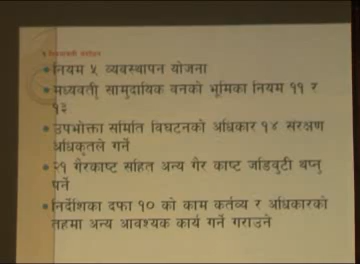 नियम ५ व्यवस्थापन योजना
मध्यवर्ती सामुदायिक वनको भूमिका नियम ११ र
१३
उपभोक्ता समिति विघटनको अधिकार १४ संरक्षण
अधिकृतले गर्ने
२१ गैरकाष्ट सहित अन्य गैर काष्ट जडिवुटी थप्नु
पर्ने
निर्देशिका दफा १० को काम कर्तव्य र अधिकारको
तहमा अन्य आवश्यक कार्य गर्ने गराउने